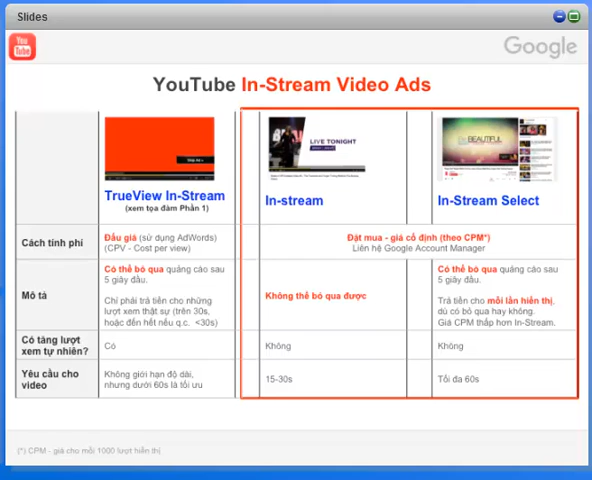 Slides
You
Tube
Google
YouTube In-Stream Video Ads
Skip Ad
LIVE TONIGHT
BEAUTIFUL
TrueView In-Stream
(xem tọa đàm Phần 1)
In-stream
In-Stream Select
Cách tính phí
Đấu giá (sử dụng AdWords)
(CPV - Cost per view)
Đặt mua - giá cố định (theo CPM*)
Liên hệ Google Account Manager
Mô tả
Có thể bỏ qua quảng cáo sau
5 giây đầu.
Chỉ phải trả tiền cho những
lượt xem thật sự (trên 30s,
hoặc đến hết nếu q.c. <30s)
Không thể bỏ qua được
Có thể bỏ qua quảng cáo sau
5 giây đầu.
Trả tiền cho mỗi lần hiển thị,
dù có bỏ qua hay không.
Giá CPM thấp hơn In-Stream.
Có tăng lượt
xem tự nhiên?
Có
Không
Không
Yêu cầu cho
video
Không giới hạn độ dài,
nhưng dưới 60s là tối ưu
15-30s
Tối đa 60s
(*) CPM - giá cho mỗi 1000 lượt hiển thị